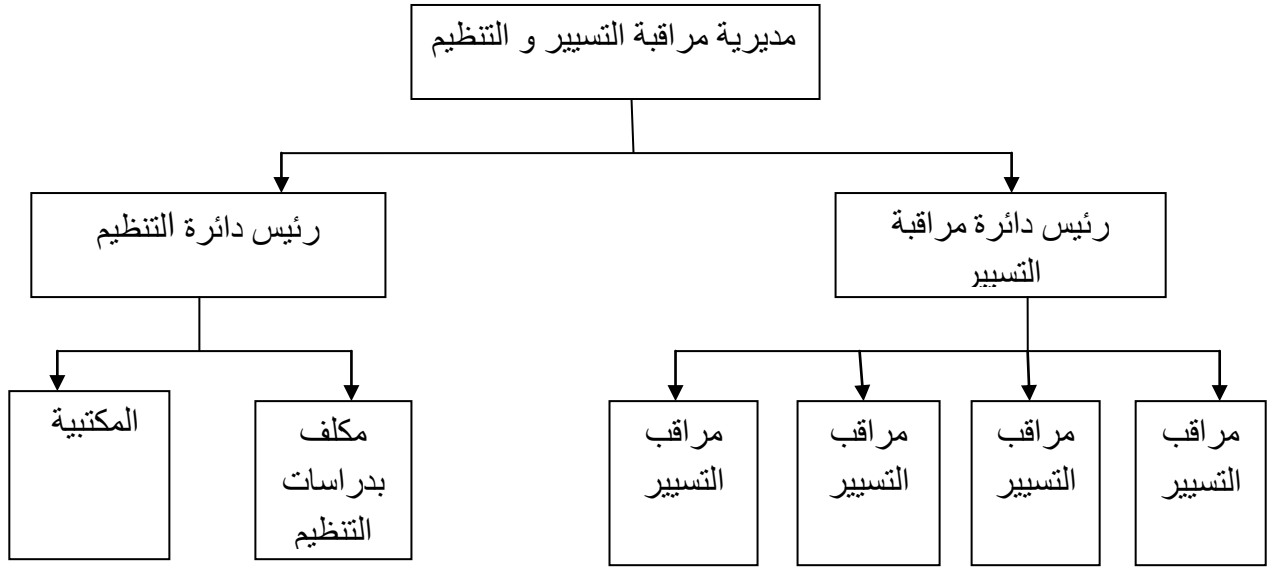 مديرية مراقبة التسيير و التنظيم
رئيس دائرة مراقبة
التسيير
رئيس دائرة التنظيم
مراقب
التسيير
مراقب
التسيير
مراقب
التسيير
مراقب
التسيير
مكلف
بدراسات
التنظيم
المكتبية